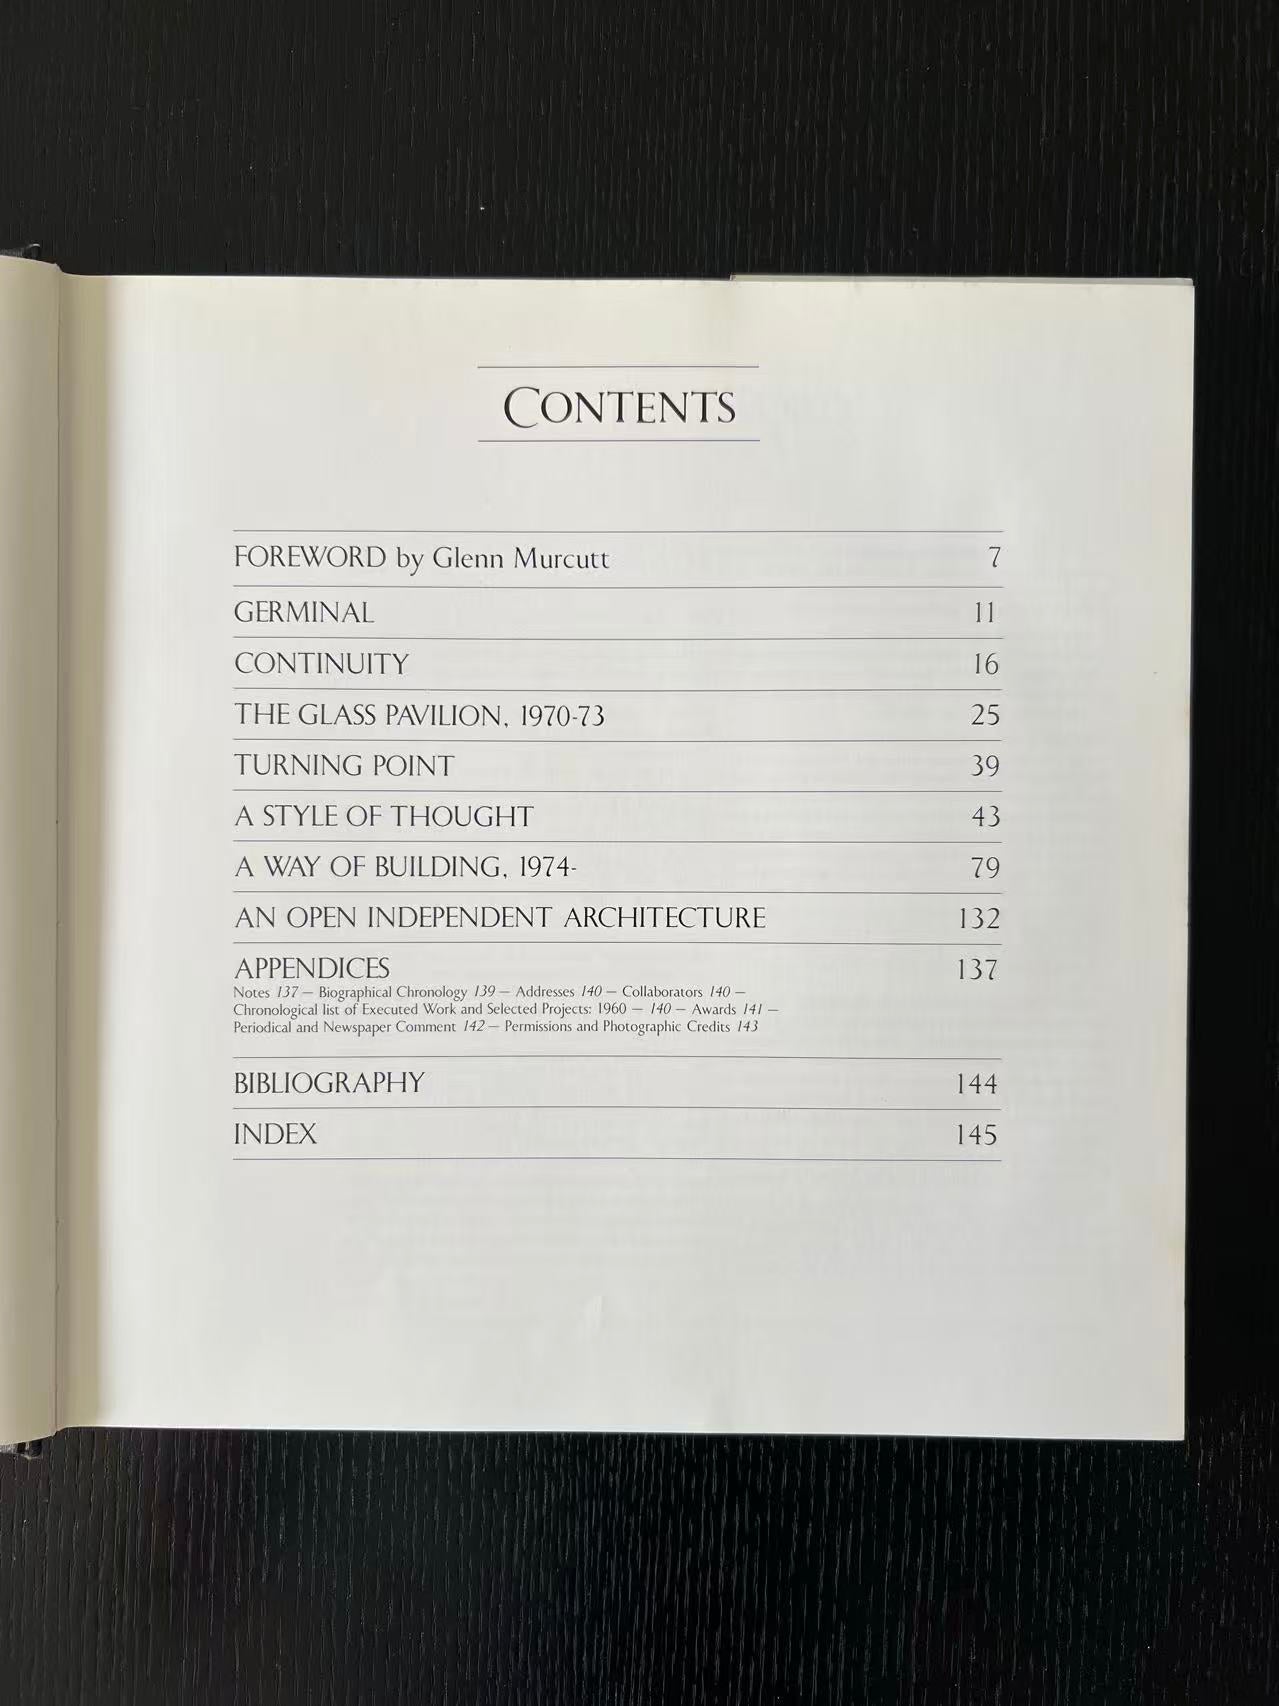 CONTENTS
FOREWORD by Glenn Murcutt 7
GERMINAL 11
CONTINUITY 16
THE GLASS PAVILION, 1970-73 25
TURNING POINT 39
A STYLE OF THOUGHT 43
A WAY OF BUILDING, 1974- 79
AN OPEN INDEPENDENT ARCHITECTURE 132
APPENDICES 137
Notes 137 — Biographical Chronology 139 — Addresses 140 — Collaborators 140 —
Chronological list of Executed Work and Selected Projects: 1960 — 140 — Awards 141 —
Periodical and Newspaper Comment 142 — Permissions and Photographic Credits 143
BIBLIOGRAPHY 144
INDEX 145